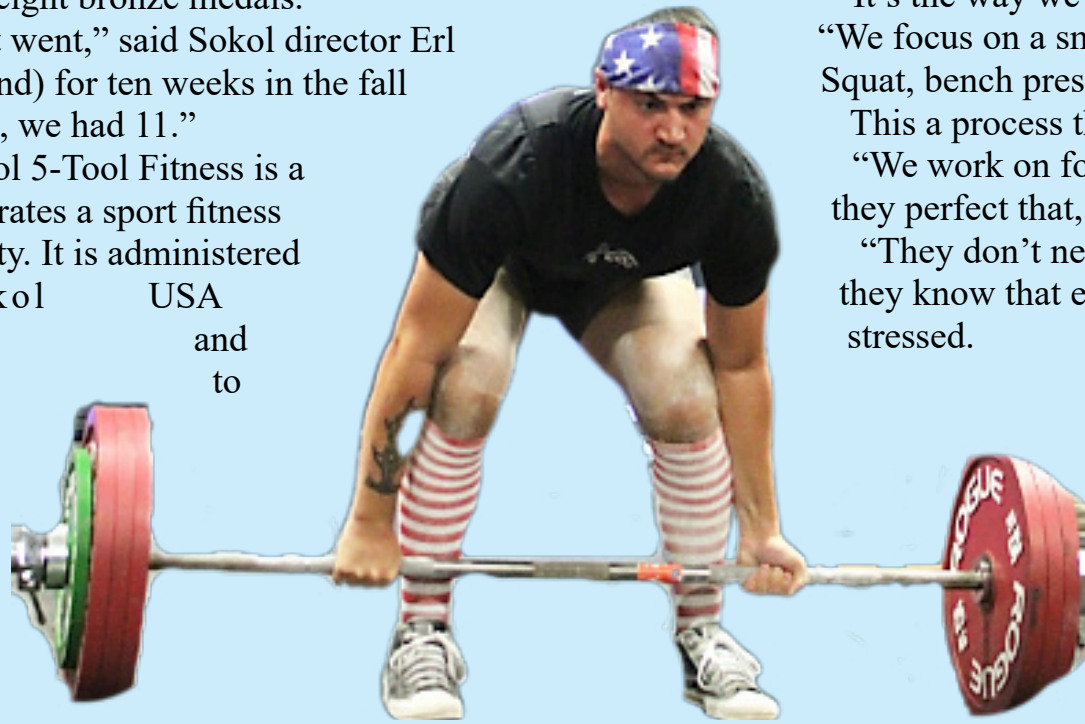 eight bronze medals.
t went,” said Sokol director Erl
nd) for ten weeks in the fall
, we had 11.”
ol 5-Tool Fitness is a
rates a sport fitness
ty. It is administered
kol USA
and
to
It’s the way we
“We focus on a sm
Squat, bench pres
This a process th
“We work on fo
they perfect that,
“They don’t ne
they know that e
stressed.
ROGUE
ROGUE